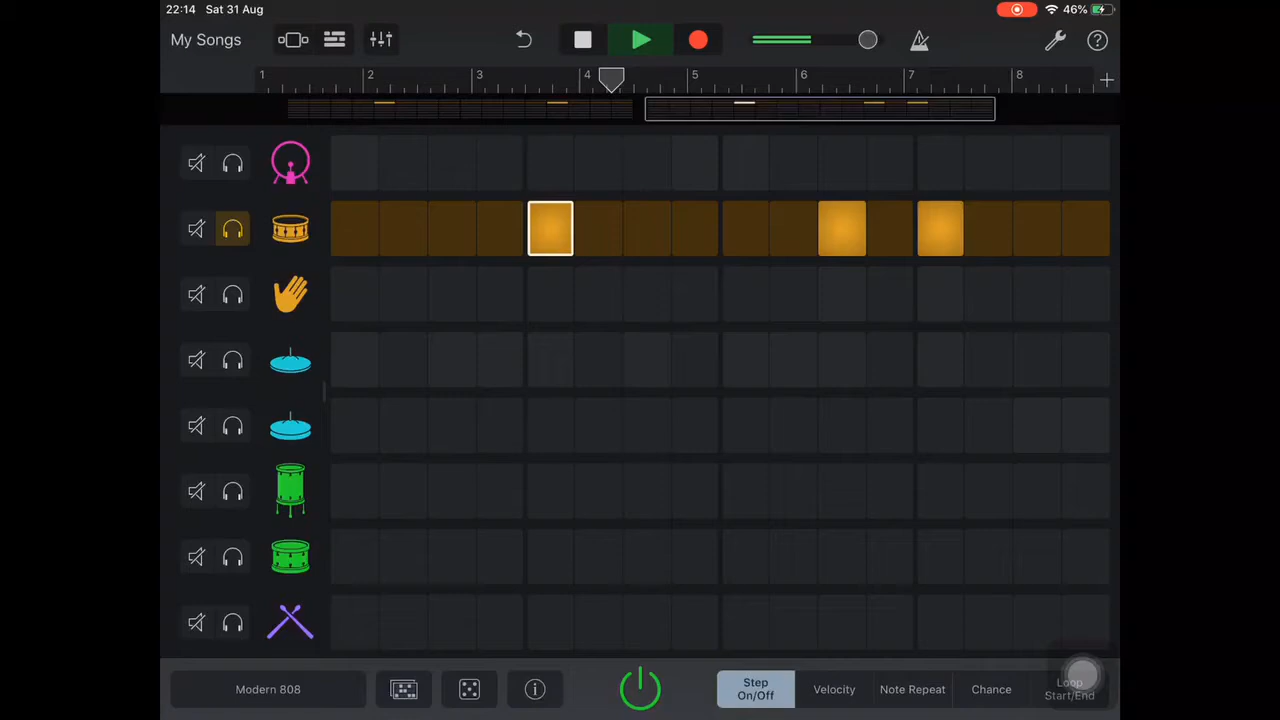 22:14 Sat 31 Aug
46%
My Songs
1 2 3 4 5 6 7 8
Modern 808
Step
On/Off
Velocity
Note Repeat
Chance
Loop
Start/End